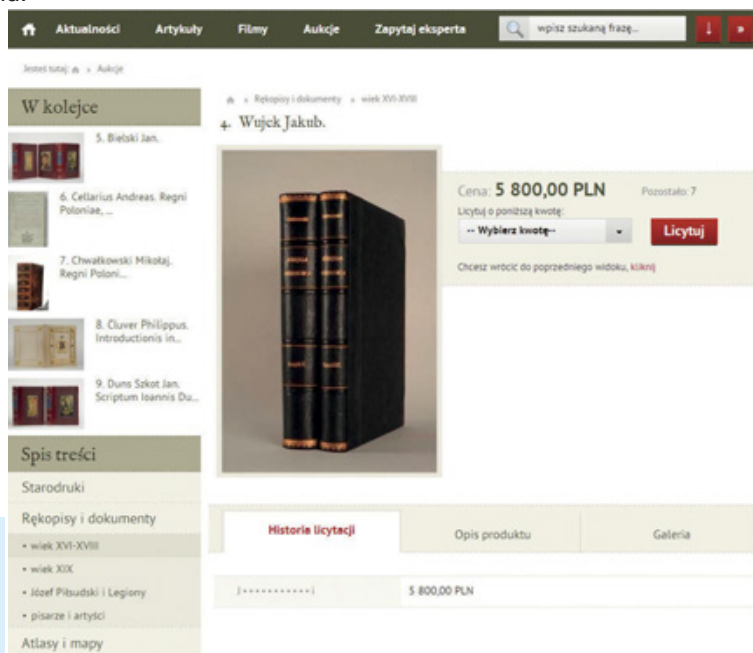 Aktualności Artykuły Filmy Aukcje Zapytaj eksperta wpisz szukaną frazę...
Jesteś tutaj: » Aukcje
W kolejce
5. Bielski Jan.
6. Cellarius Andreas. Regni
Poloniae, ...
7. Chwałkowski Mikołaj.
Regni Poloni...
8. Cluver Philippus.
Introductionis in...
9. Duns Szkot Jan.
Scriptum Ioannis Du...
Spis treści
Starodruki
Rękopisy i dokumenty
• wiek XVI-XVIII
• wiek XIX
• Józef Piłsudski i Legiony
• pisarze i artyści
Atlasy i mapy
» Rękopisy i dokumenty » wiek XVI-XVIII
4. Wujek Jakub.
Cena: 5 800,00 PLN Pozostało: 7
Licytuj o poniższą kwotę:
-- Wybierz kwotę-- Licytuj
Chcesz wrócić do poprzedniego widoku, kliknij
Historia licytacji Opis produktu Galeria
5 800,00 PLN